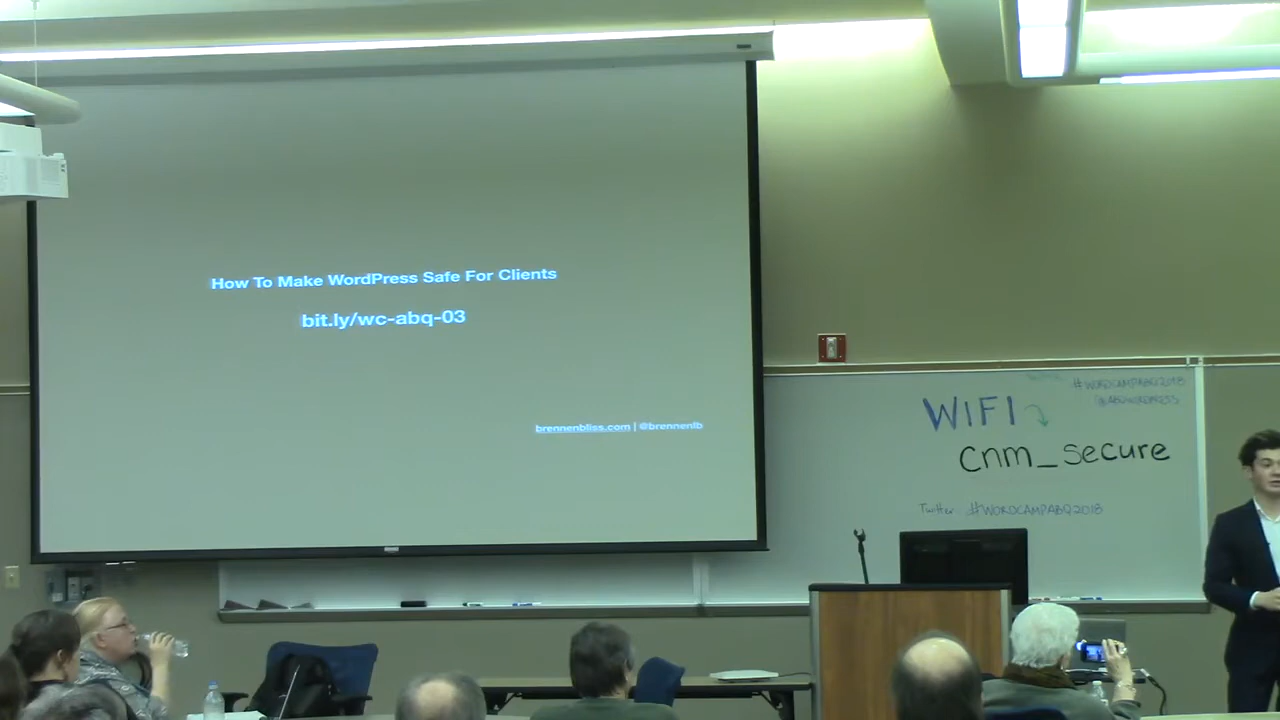 How To Make WordPress Safe For Clients
bit.ly/wc-abq-03
brennenbliss.com | @brennenlb
#WORDCAMPABQ2018
@ABQWORDPRESS
WIFI
cnm_secure
Twitter: #WORDCAMPABQ2018